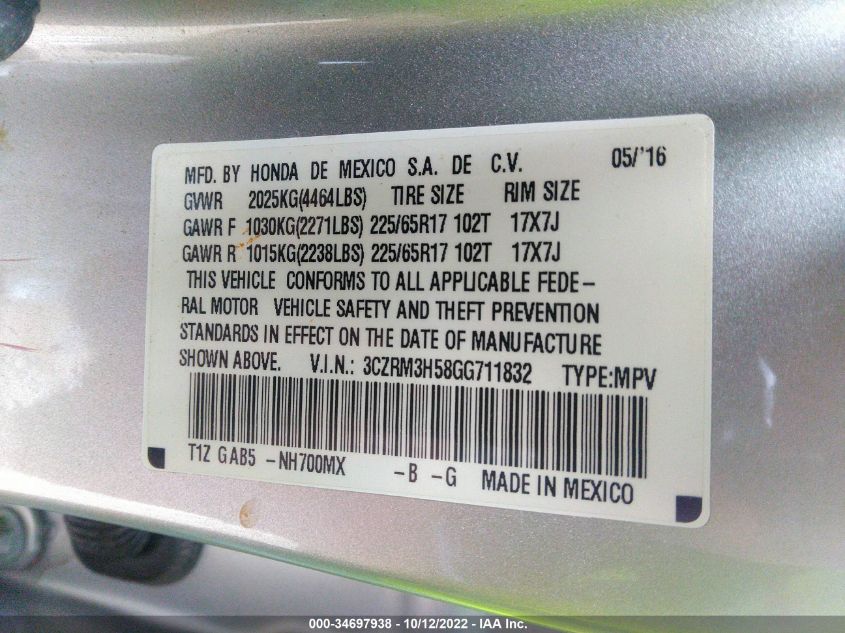 MFD. BY HONDA DE MEXICO S.A. DE C.V. 05/'16
GVWR 2025KG(4464LBS) TIRE SIZE RIM SIZE
GAWR F 1030KG(2271LBS) 225/65R17 102T 17X7J
GAWR R 1015KG(2238LBS) 225/65R17 102T 17X7J
THIS VEHICLE CONFORMS TO ALL APPLICABLE FEDE-
RAL MOTOR VEHICLE SAFETY AND THEFT PREVENTION
STANDARDS IN EFFECT ON THE DATE OF MANUFACTURE
SHOWN ABOVE. V.I.N.: 3CZRM3H58GG711832 TYPE:MPV
T1Z GAB5 -NH700MX -B -G MADE IN MEXICO
000-34697938 - 10/12/2022 - IAA Inc.